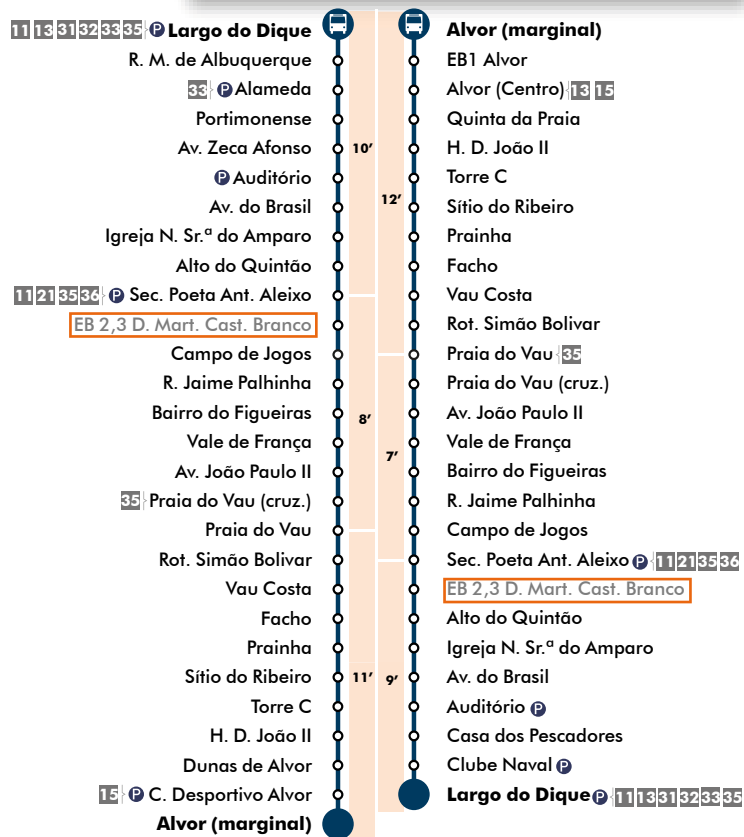 11 13 31 32 33 35 P Largo do Dique
R. M. de Albuquerque
33 P Alameda
Portimonense
Av. Zeca Afonso
P Auditório
Av. do Brasil
Igreja N. Sr.ª do Amparo
Alto do Quintão
11 21 35 36 P Sec. Poeta Ant. Aleixo
EB 2,3 D. Mart. Cast. Branco
Campo de Jogos
R. Jaime Palhinha
Bairro do Figueiras
Vale de França
Av. João Paulo II
35 Praia do Vau (cruz.)
Praia do Vau
Rot. Simão Bolivar
Vau Costa
Facho
Prainha
Sítio do Ribeiro
Torre C
H. D. João II
Dunas de Alvor
15 P C. Desportivo Alvor
Alvor (marginal)
10’
8’
11’
12’
7’
9’
Alvor (marginal)
EB1 Alvor
Alvor (Centro) 13 15
Quinta da Praia
H. D. João II
Torre C
Sítio do Ribeiro
Prainha
Facho
Vau Costa
Rot. Simão Bolivar
Praia do Vau 35
Praia do Vau (cruz.)
Av. João Paulo II
Vale de França
Bairro do Figueiras
R. Jaime Palhinha
Campo de Jogos
Sec. Poeta Ant. Aleixo P 11 21 35 36
EB 2,3 D. Mart. Cast. Branco
Alto do Quintão
Igreja N. Sr.ª do Amparo
Av. do Brasil
Auditório P
Casa dos Pescadores
Clube Naval P
Largo do Dique P 11 13 31 32 33 35